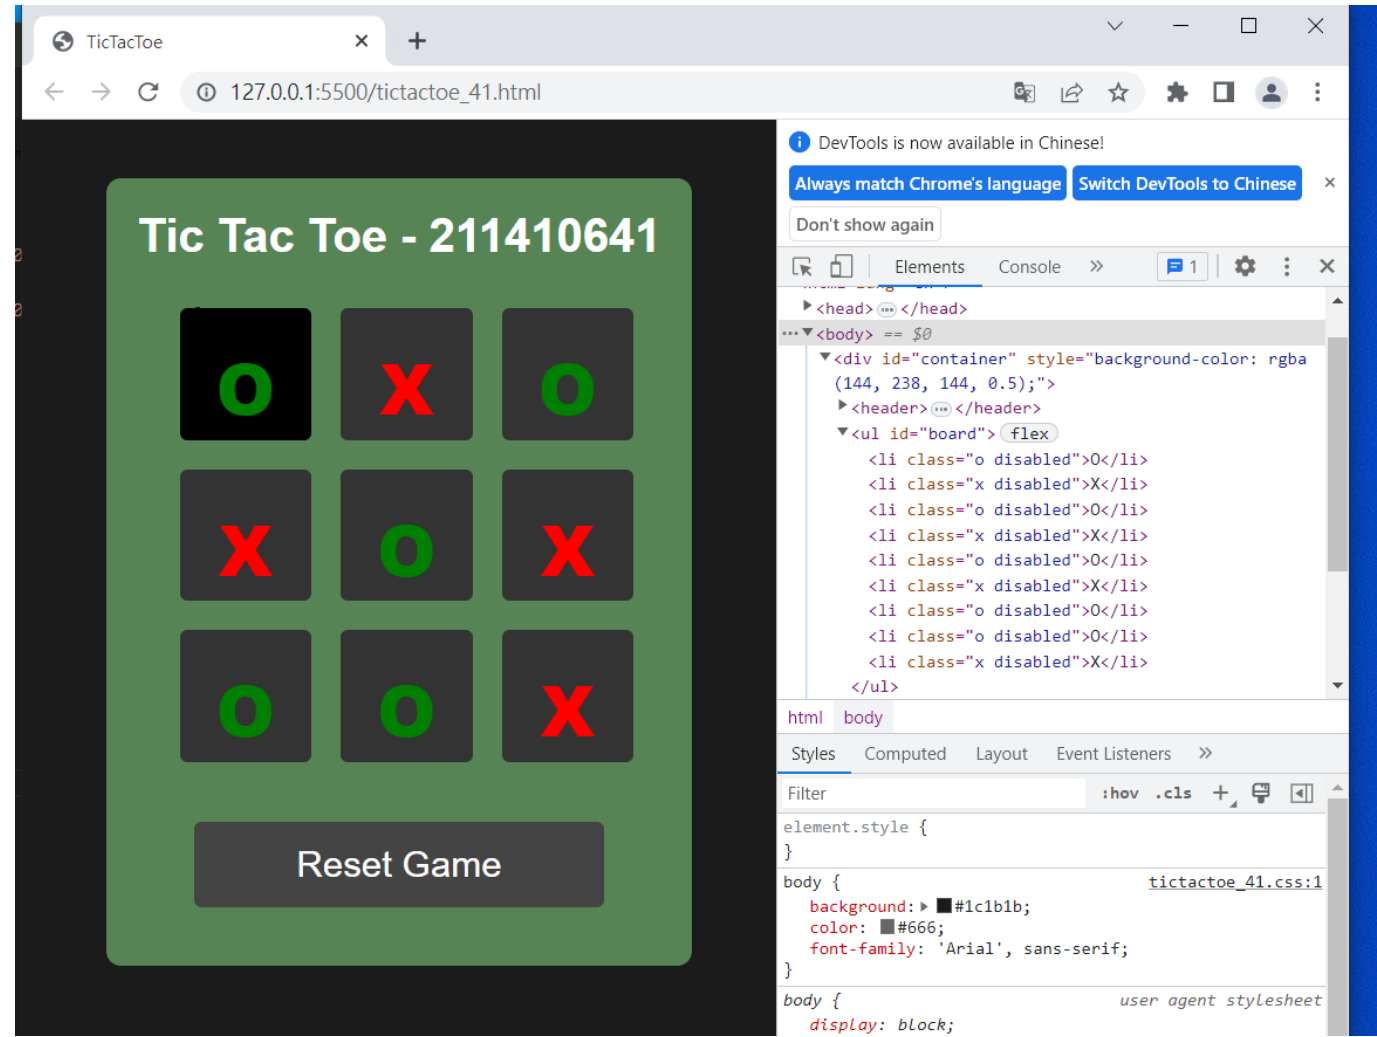 TicTacToe
127.0.0.1:5500/tictactoe_41.html
Tic Tac Toe - 211410641
O X O
X O X
O O X
Reset Game
DevTools is now available in Chinese!
Always match Chrome's language
Switch DevTools to Chinese
Don't show again
Elements
Console
1
<head> ... </head>
<body> == $0
<div id="container" style="background-color: rgba
(144, 238, 144, 0.5);">
<header> ... </header>
<ul id="board"> flex
<li class="o disabled">O</li>
<li class="x disabled">X</li>
<li class="o disabled">O</li>
<li class="x disabled">X</li>
<li class="o disabled">O</li>
<li class="x disabled">X</li>
<li class="o disabled">O</li>
<li class="o disabled">O</li>
<li class="x disabled">X</li>
</ul>
html body
Styles Computed Layout Event Listeners
Filter
:hov .cls
element.style {
}
body {
tictactoe_41.css:1
background: #1c1b1b;
color: #666;
font-family: 'Arial', sans-serif;
}
body {
user agent stylesheet
display: block;